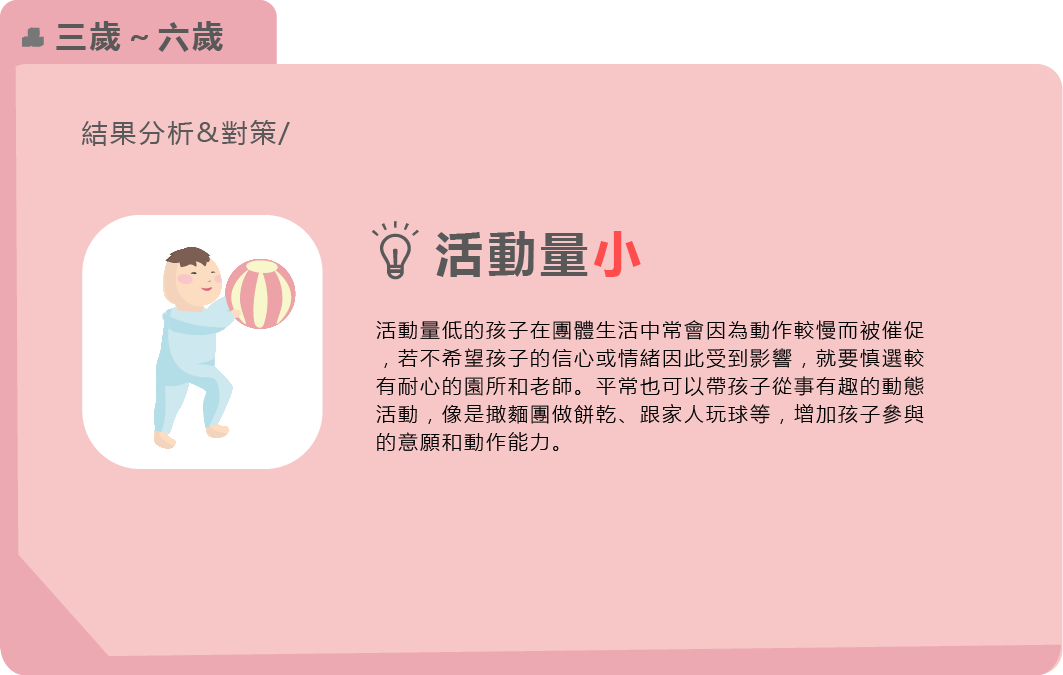 三歲~六歲
結果分析&對策/
活動量小
活動量低的孩子在團體生活中常會因為動作較慢而被催促
,若不希望孩子的信心或情緒因此受到影響,就要慎選較
有耐心的園所和老師。平常也可以帶孩子從事有趣的動態
活動,像是擀麵團做餅乾、跟家人玩球等,增加孩子參與
的意願和動作能力。